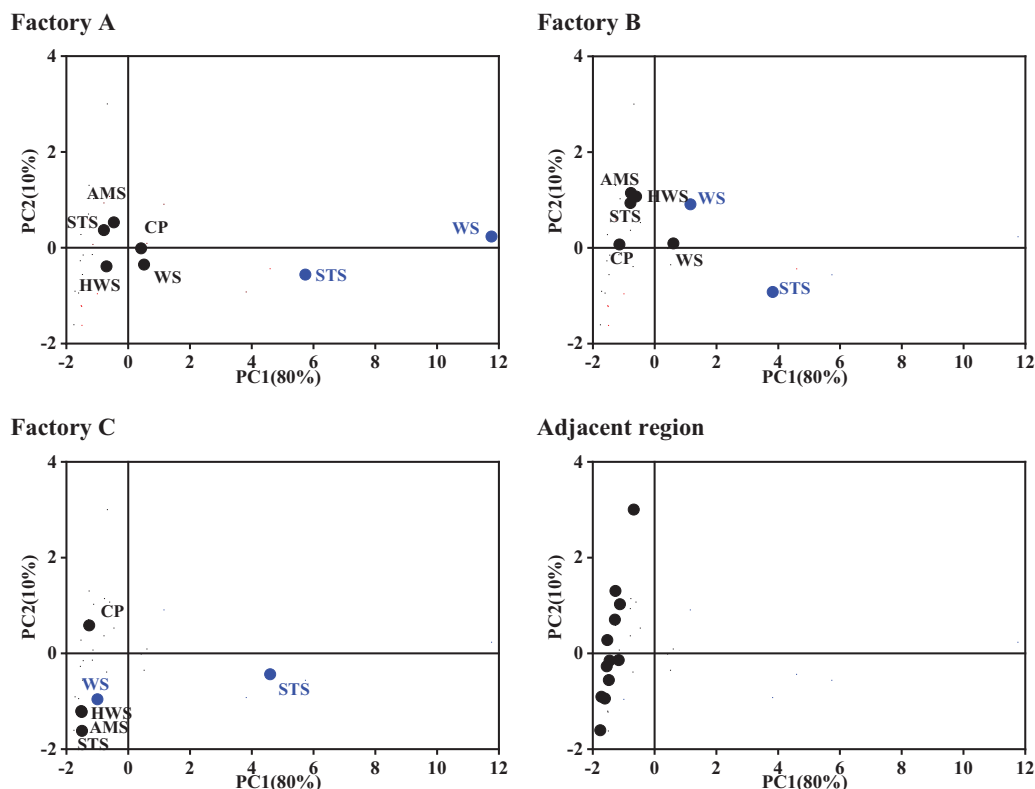 Factory A
4
2
0
-2
PC2(10%)
AMS
STS
CP
HWS
WS
WS
STS
-2 0 2 4 6 8 10 12
PC1(80%)
Factory B
4
2
0
-2
PC2(10%)
AMS
HWS
STS
WS
CP
WS
STS
-2 0 2 4 6 8 10 12
PC1(80%)
Factory C
4
2
0
-2
PC2(10%)
CP
WS
STS
HWS
AMS
STS
-2 0 2 4 6 8 10 12
PC1(80%)
Adjacent region
4
2
0
-2
PC2(10%)
-2 0 2 4 6 8 10 12
PC1(80%)